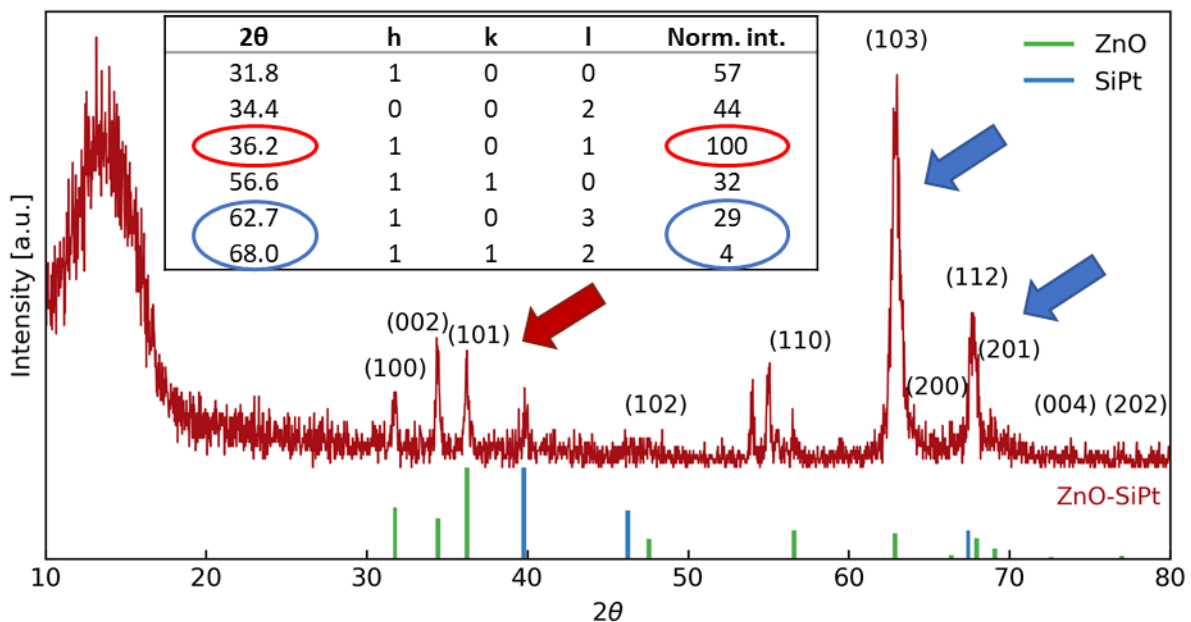 2θ h k l Norm. int.
31.8 1 0 0 57
34.4 0 0 2 44
36.2 1 0 1 100
56.6 1 1 0 32
62.7 1 0 3 29
68.0 1 1 2 4
(103)
ZnO
SiPt
(112)
(002)
(101)
(110)
(201)
(100)
(200)
(102)
(004)
(202)
Intensity [a.u.]
ZnO-SiPt
10 20 30 40 50 60 70 80
2θ